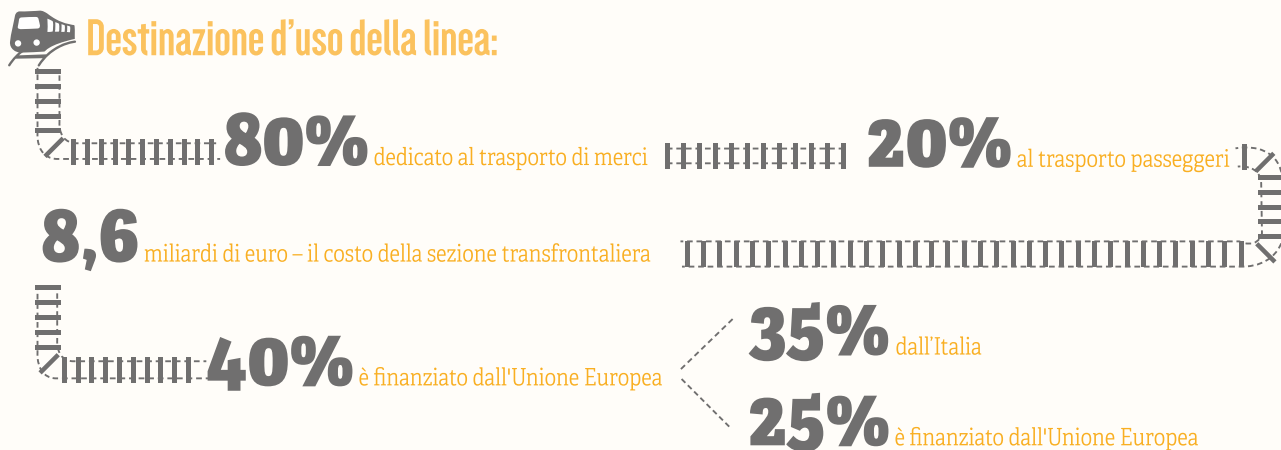 Destinazione d’uso della linea:
80% dedicato al trasporto di merci
20% al trasporto passeggeri
8,6 miliardi di euro – il costo della sezione transfrontaliera
40% è finanziato dall'Unione Europea
35% dall’Italia
25% è finanziato dall'Unione Europea